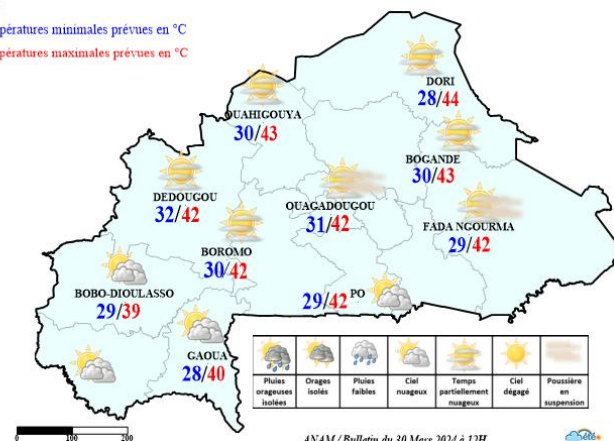 pératures minimales prévues en °C
pératures maximales prévues en °C
DORI
28/44
OUAHIGOUYA
30/43
BOGANDE
30/43
DEDOUGOU
32/42
OUAGADOUGOU
31/42
FADA NGOURMA
29/42
BOROMO
30/42
BOBO-DIOULASSO
29/39
29/42 PO
GAOUA
28/40
Pluies orageuses isolées
Orages isolés
Pluies faibles
Ciel nuageux
Temps partiellement nuageux
Ciel dégagé
Poussière en suspension
0 100 200
ANAM / Bulletin du 30 Mars 2024 à 12H